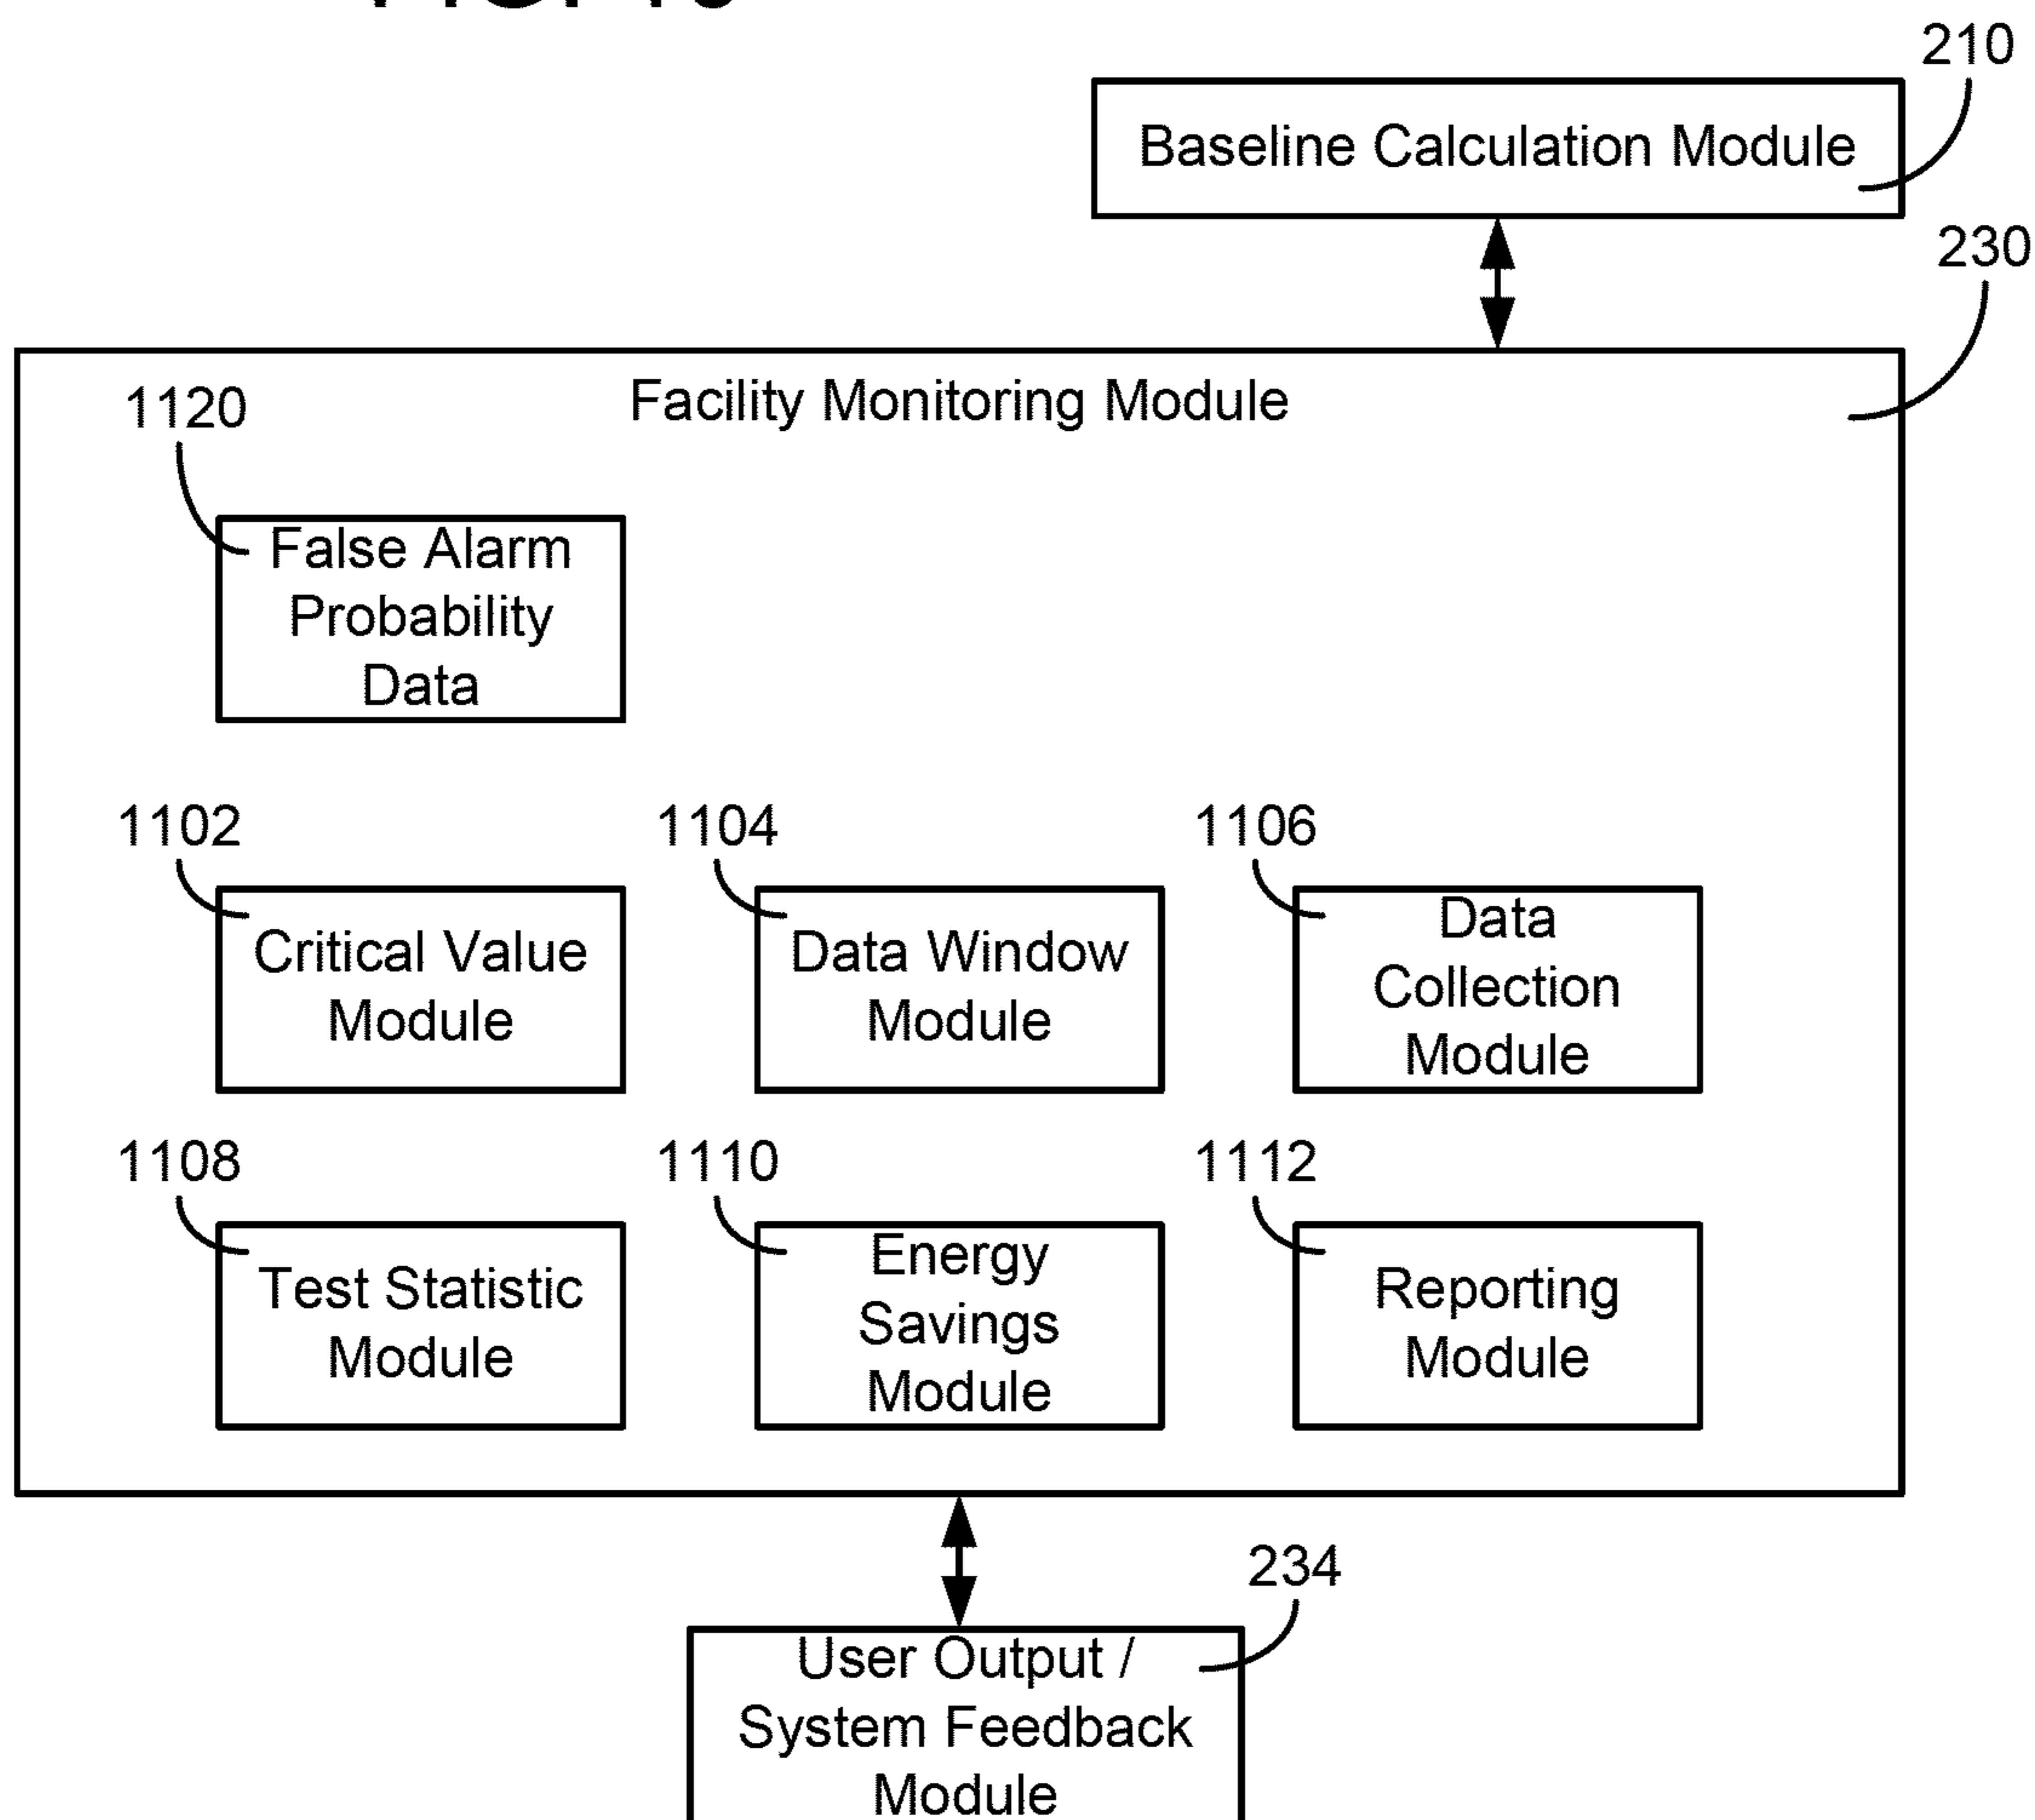 210
Baseline Calculation Module
230
Facility Monitoring Module
1120
False Alarm
Probability
Data
1102
1104
1106
Critical Value
Module
Data Window
Module
Data
Collection
Module
1108
1110
1112
Test Statistic
Module
Energy
Savings
Module
Reporting
Module
234
User Output /
System Feedback
Module